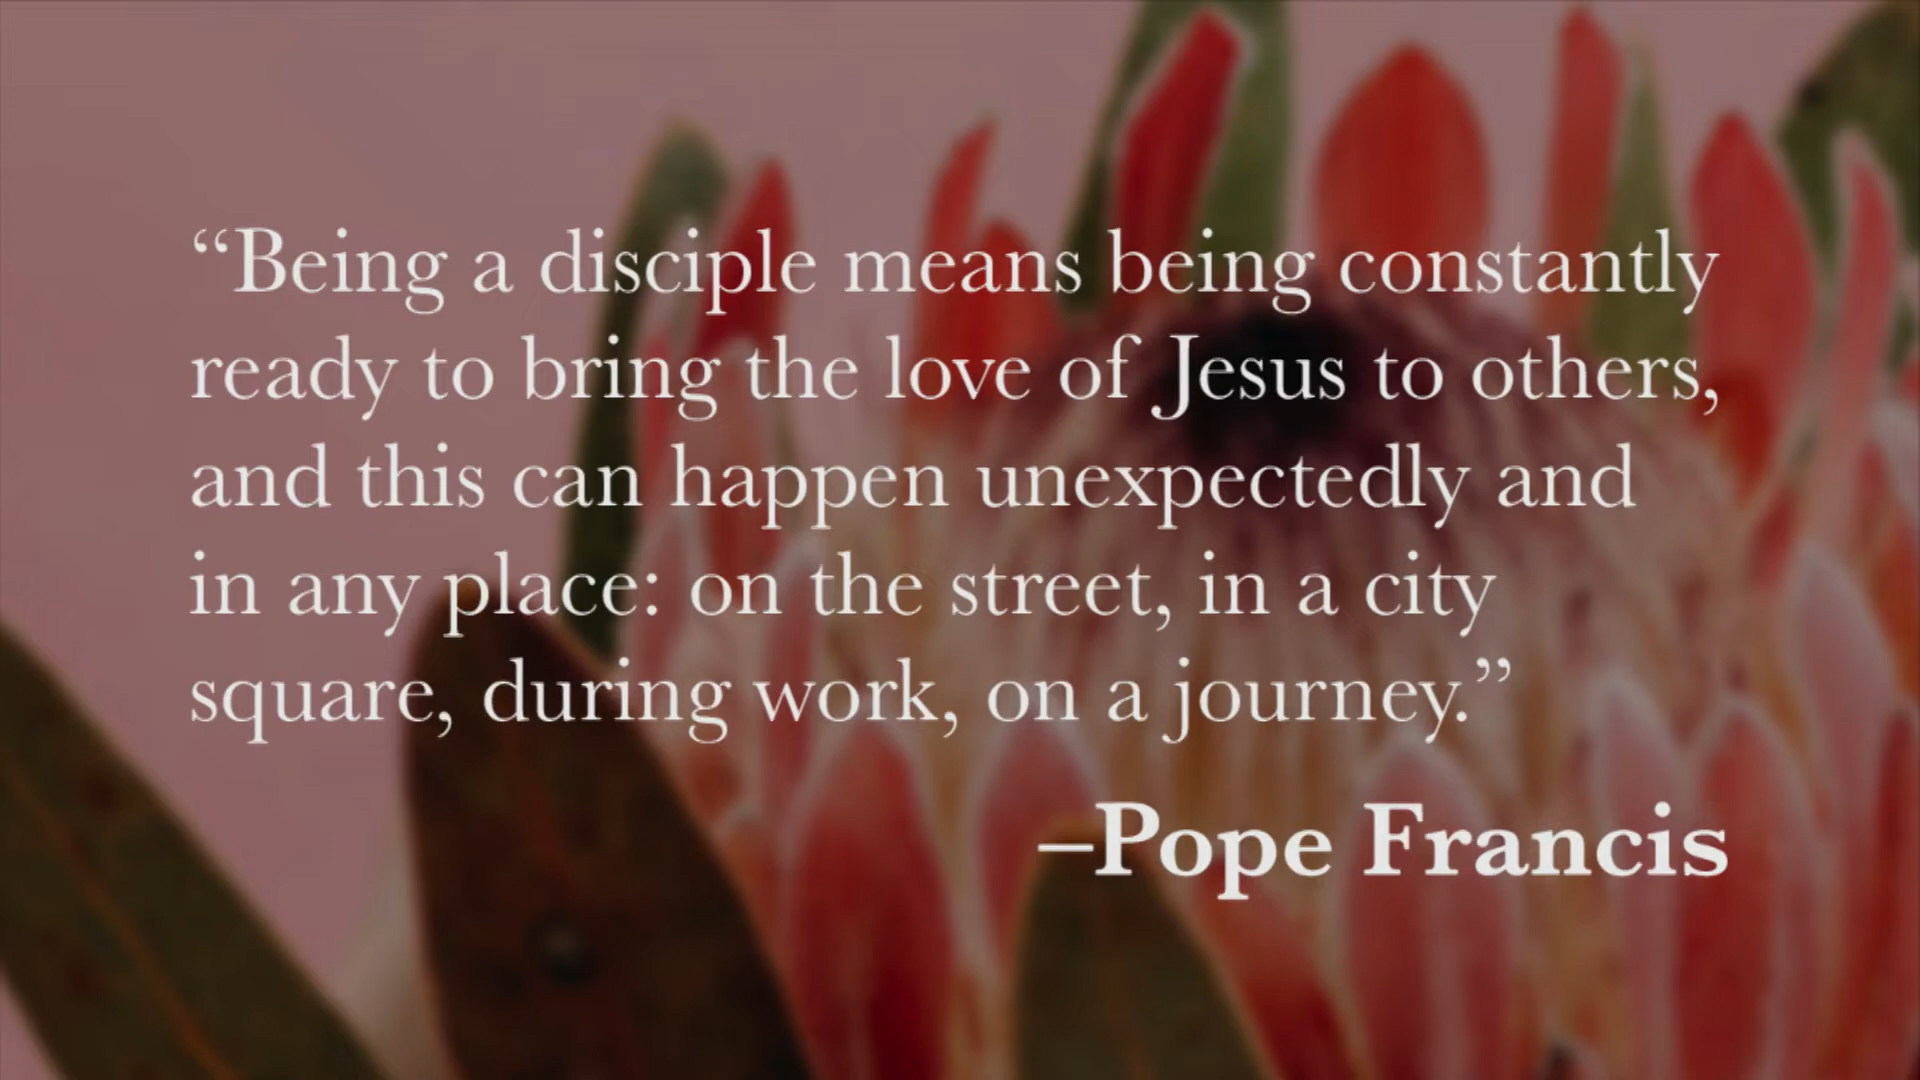 “Being a disciple means being constantly
ready to bring the love of Jesus to others,
and this can happen unexpectedly and
in any place: on the street, in a city
square, during work, on a journey.”
–Pope Francis